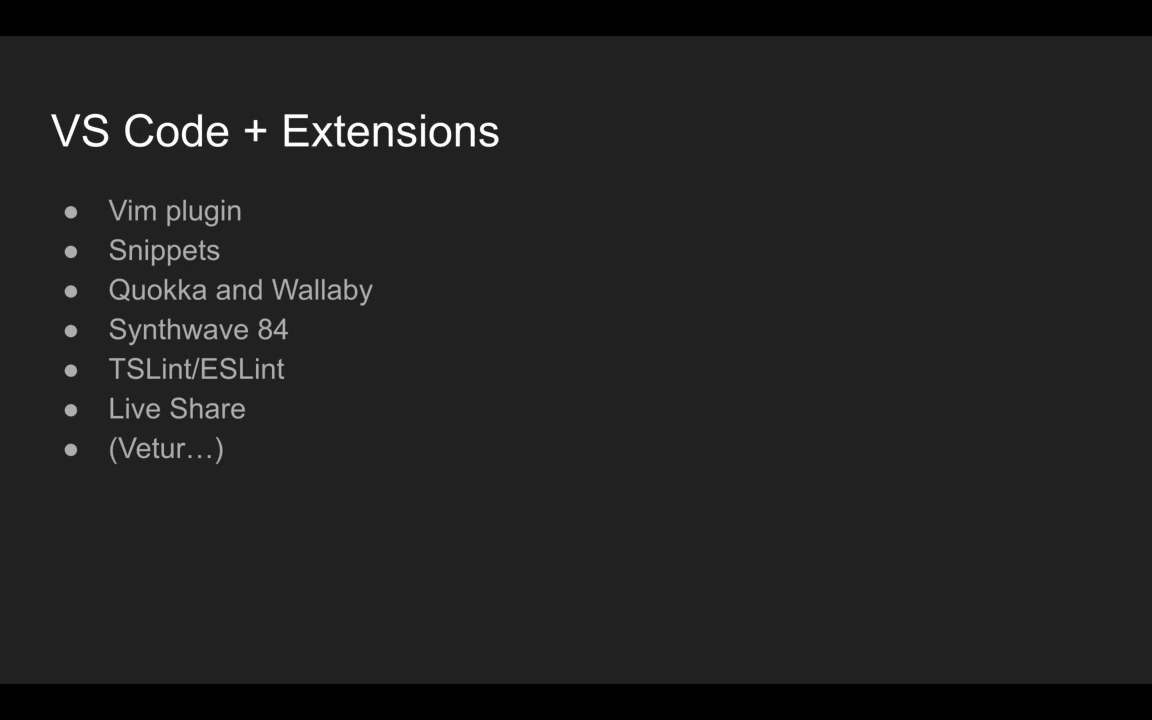 VS Code + Extensions
● Vim plugin
● Snippets
● Quokka and Wallaby
● Synthwave 84
● TSLint/ESLint
● Live Share
● (Vetur…)